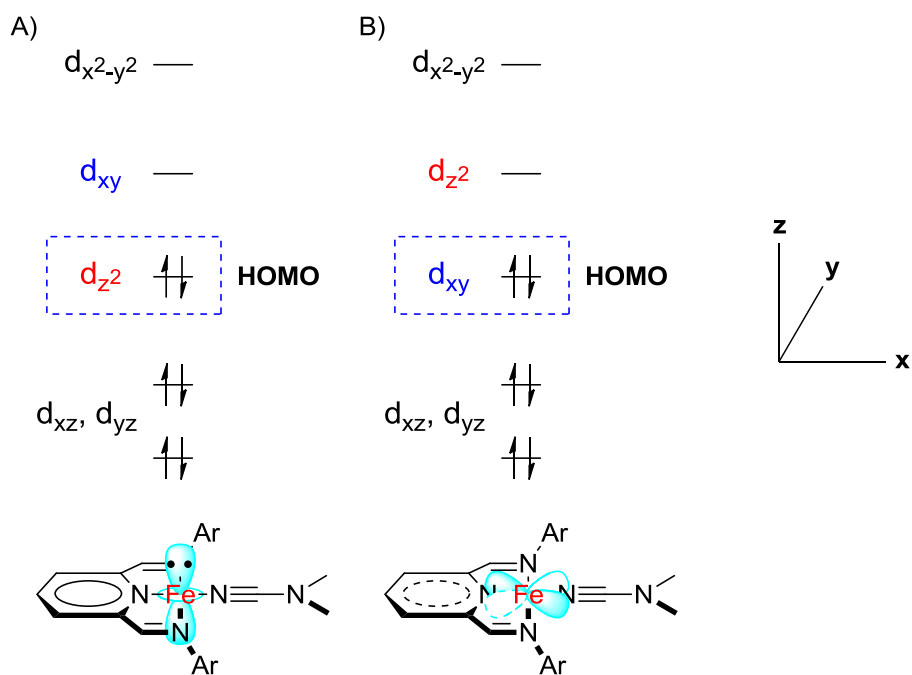 A) B)
dx2-y2 dx2-y2
dxy dz2
dz2 HOMO dxy HOMO
z
y
x
dxz, dyz dxz, dyz
Ar Ar
N N
N Fe N N N Fe N N
N N
Ar Ar